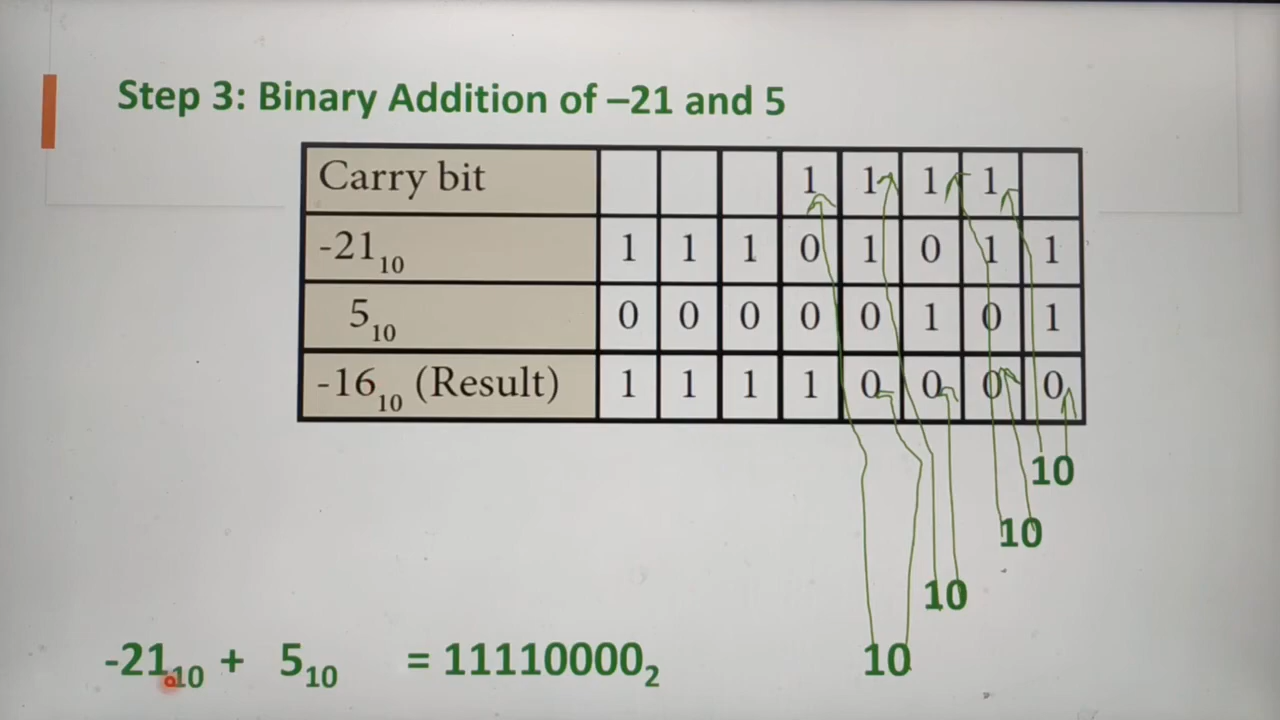 Step 3: Binary Addition of –21 and 5
Carry bit 1 1 1 1
-21₁₀ 1 1 1 0 1 0 1 1
5₁₀ 0 0 0 0 0 1 0 1
-16₁₀ (Result) 1 1 1 1 0 0 0 0
10
10
10
10
-21₁₀ + 5₁₀ = 11110000₂